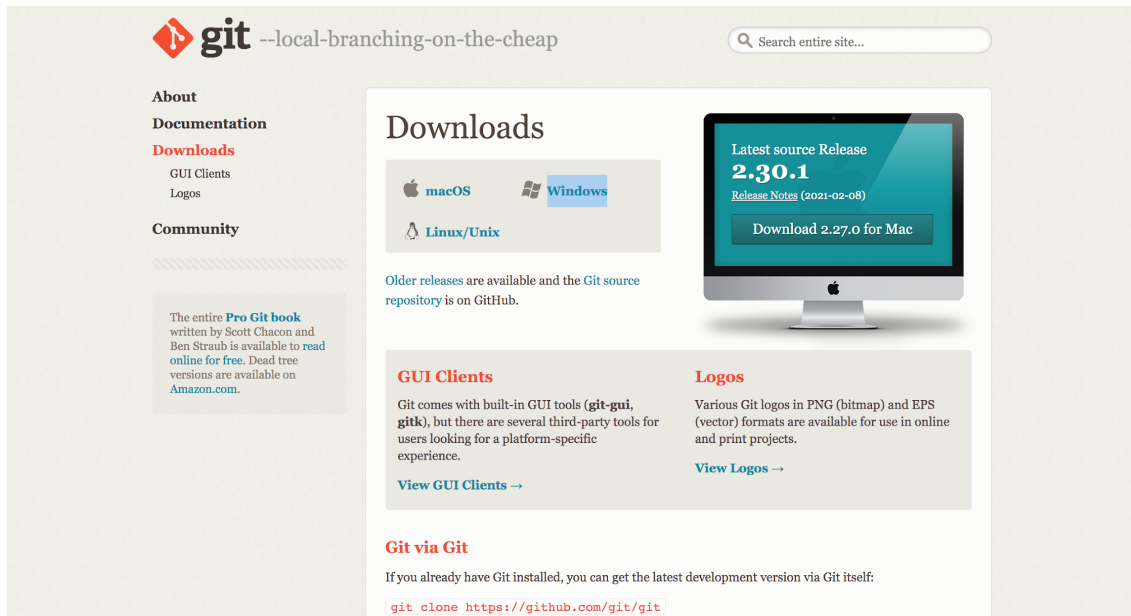 git --local-branching-on-the-cheap
Search entire site...
About
Documentation
Downloads
GUI Clients
Logos
Community
The entire Pro Git book
written by Scott Chacon and
Ben Straub is available to read
online for free. Dead tree
versions are available on
Amazon.com.
Downloads
macOS
Windows
Linux/Unix
Older releases are available and the Git source
repository is on GitHub.
Latest source Release
2.30.1
Release Notes (2021-02-08)
Download 2.27.0 for Mac
GUI Clients
Git comes with built-in GUI tools (git-gui,
gitk), but there are several third-party tools for
users looking for a platform-specific
experience.
View GUI Clients →
Logos
Various Git logos in PNG (bitmap) and EPS
(vector) formats are available for use in online
and print projects.
View Logos →
Git via Git
If you already have Git installed, you can get the latest development version via Git itself:
git clone https://github.com/git/git